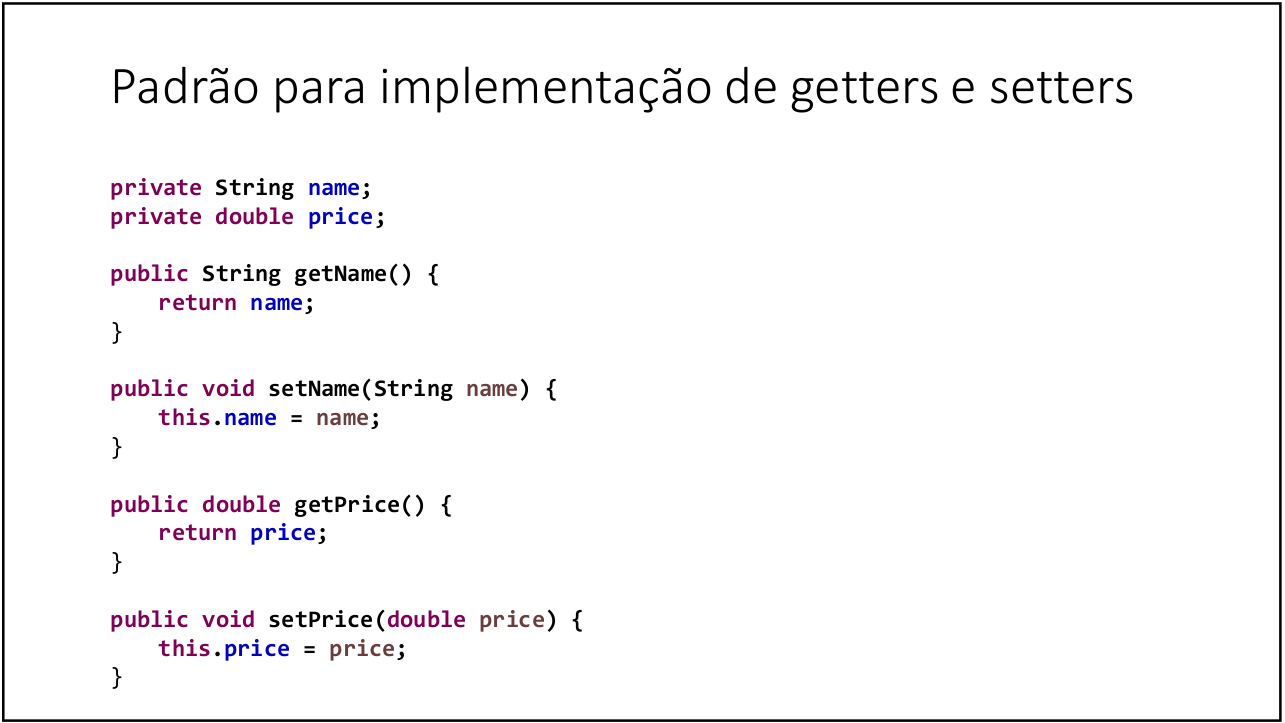 Padrão para implementação de getters e setters
private String name;
private double price;
public String getName() {
return name;
}
public void setName(String name) {
this.name = name;
}
public double getPrice() {
return price;
}
public void setPrice(double price) {
this.price = price;
}